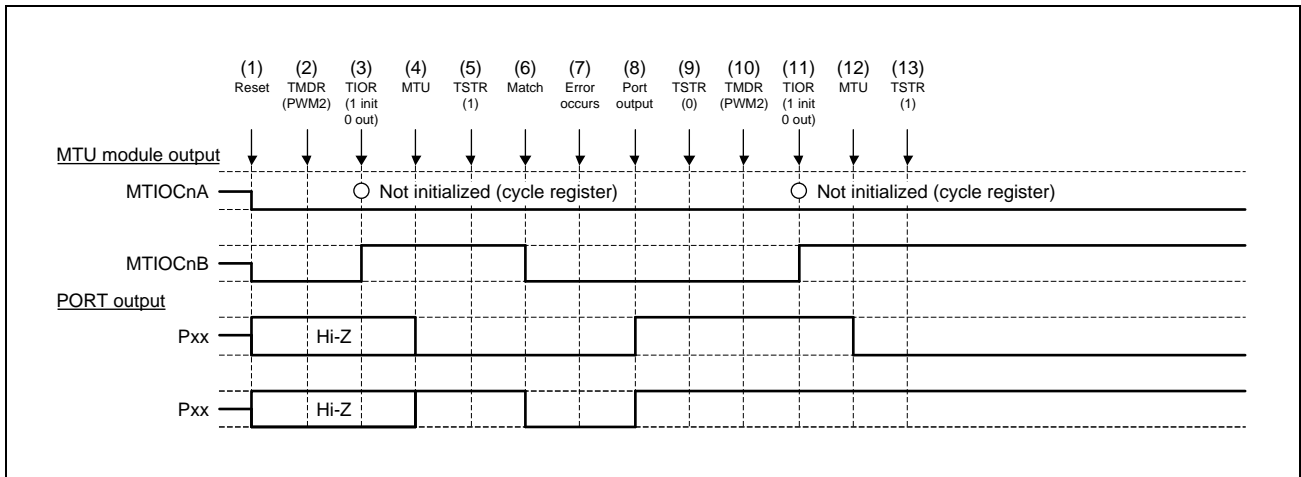 (1) (2) (3) (4) (5) (6) (7) (8) (9) (10) (11) (12) (13)
Reset TMDR TIOR MTU TSTR Match Error Port TSTR TMDR TIOR MTU TSTR
(PWM2) (1 init (1) occurs output (0) (PWM2) (1 init (1)
0 out) 0 out)
MTU module output
MTIOCnA Not initialized (cycle register) Not initialized (cycle register)
MTIOCnB
PORT output
Pxx Hi-Z
Pxx Hi-Z